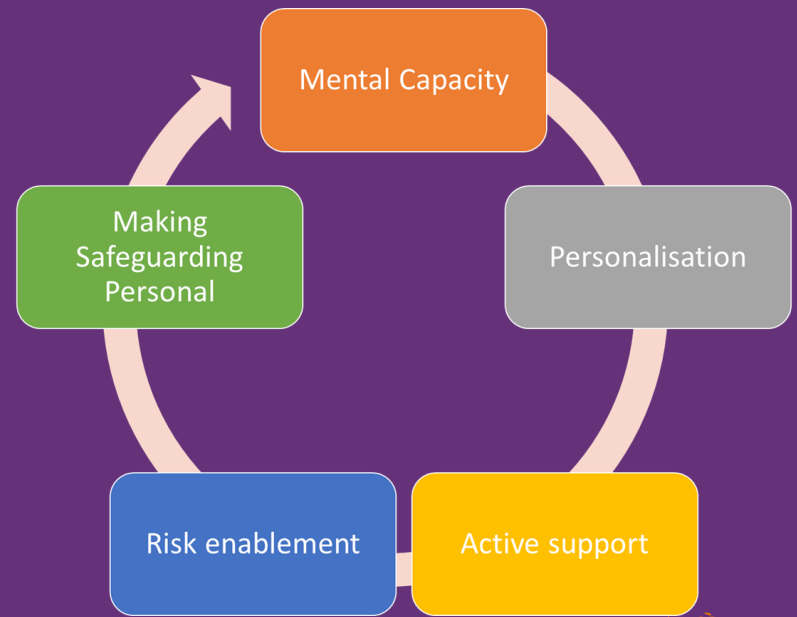 Mental Capacity
Personalisation
Active support
Risk enablement
Making
Safeguarding
Personal